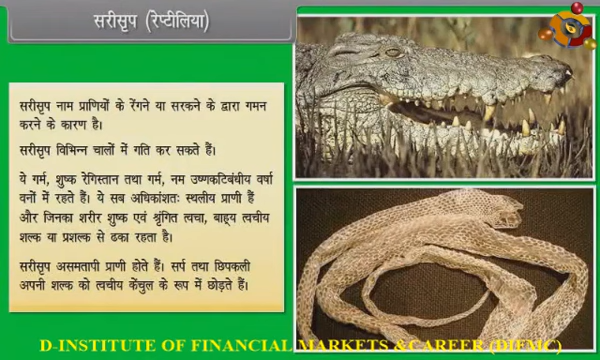 सरीसृप (रेप्टीलिया)
सरीसृप नाम प्राणियों के रेंगने या सरकने के द्वारा गमन
करने के कारण है।
सरीसृप विभिन्न चालों में गति कर सकते हैं।
ये गर्म, शुष्क रेगिस्तान तथा गर्म, नम उष्णकटिबंधीय वर्षा
वनों में रहते हैं। ये सब अधिकांशतः स्थलीय प्राणी हैं
और जिनका शरीर शुष्क एवं श्रृंगित त्वचा, बाह्य त्वचीय
शल्क या प्रशल्क से ढका रहता है।
सरीसृप असमतापी प्राणी होते हैं। सर्प तथा छिपकली
अपनी शल्क को त्वचीय केंचुल के रूप में छोड़ते हैं।
D-INSTITUTE OF FINANCIAL MARKETS &CAREER (DIFMC)